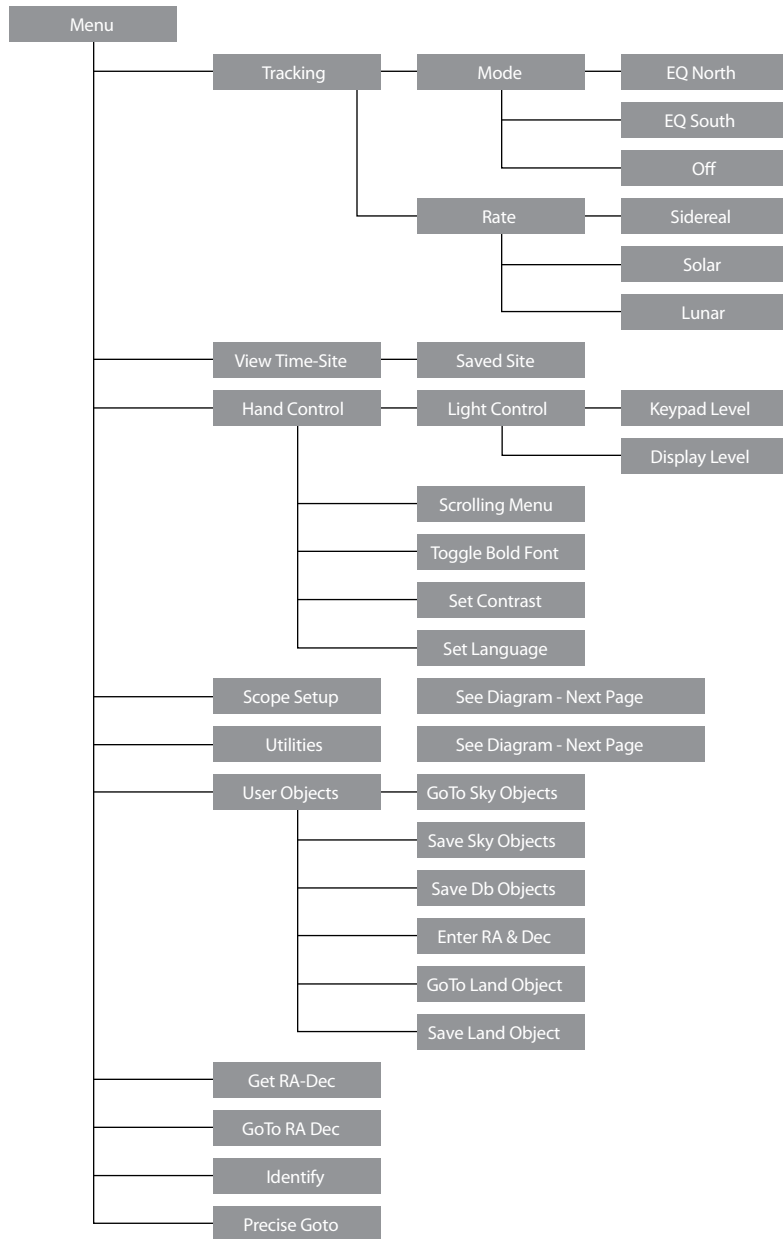 Menu
Tracking
Mode
EQ North
EQ South
Off
Rate
Sidereal
Solar
Lunar
View Time-Site
Saved Site
Hand Control
Light Control
Keypad Level
Display Level
Scrolling Menu
Toggle Bold Font
Set Contrast
Set Language
Scope Setup
See Diagram - Next Page
Utilities
See Diagram - Next Page
User Objects
GoTo Sky Objects
Save Sky Objects
Save Db Objects
Enter RA & Dec
GoTo Land Object
Save Land Object
Get RA-Dec
GoTo RA Dec
Identify
Precise Goto